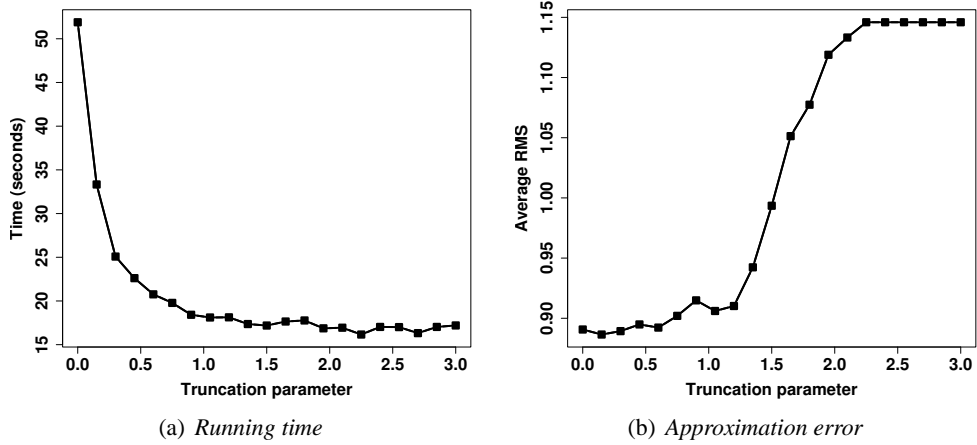 Time (seconds)
15 20 25 30 35 40 45 50
0.0 0.5 1.0 1.5 2.0 2.5 3.0
Truncation parameter
(a) Running time
Average RMS
0.90 0.95 1.00 1.05 1.10 1.15
0.0 0.5 1.0 1.5 2.0 2.5 3.0
Truncation parameter
(b) Approximation error